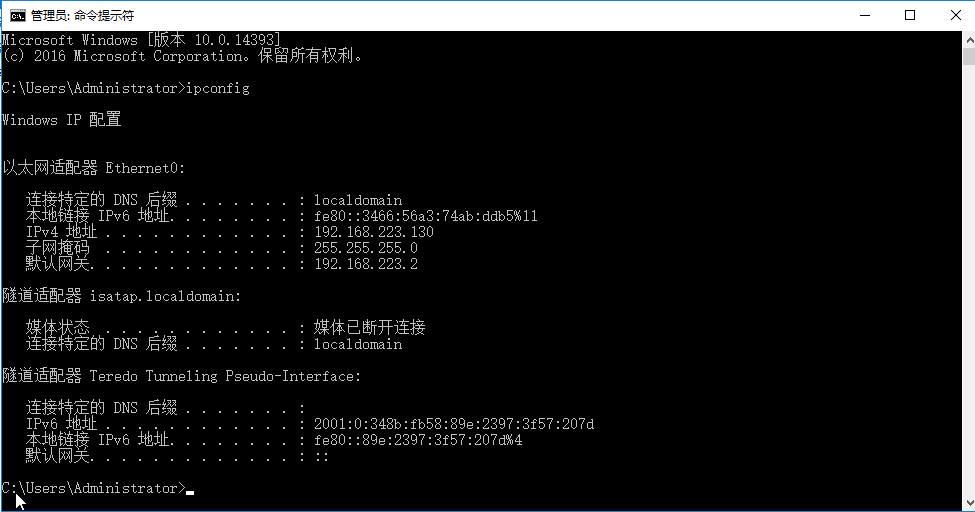 管理员: 命令提示符
Microsoft Windows [版本 10.0.14393]
(c) 2016 Microsoft Corporation。保留所有权利。
C:\Users\Administrator>ipconfig
Windows IP 配置
以太网适配器 Ethernet0:
连接特定的 DNS 后缀 . . . . . . . : localdomain
本地链接 IPv6 地址. . . . . . . . : fe80::3466:56a3:74ab:ddb5%11
IPv4 地址 . . . . . . . . . . . . : 192.168.223.130
子网掩码  . . . . . . . . . . . . : 255.255.255.0
默认网关. . . . . . . . . . . . . : 192.168.223.2
隧道适配器 isatap.localdomain:
媒体状态  . . . . . . . . . . . . : 媒体已断开连接
连接特定的 DNS 后缀 . . . . . . . : localdomain
隧道适配器 Teredo Tunneling Pseudo-Interface:
连接特定的 DNS 后缀 . . . . . . . :
IPv6 地址 . . . . . . . . . . . . : 2001:0:348b:fb58:89e:2397:3f57:207d
本地链接 IPv6 地址. . . . . . . . : fe80::89e:2397:3f57:207d%4
默认网关. . . . . . . . . . . . . : ::
C:\Users\Administrator>